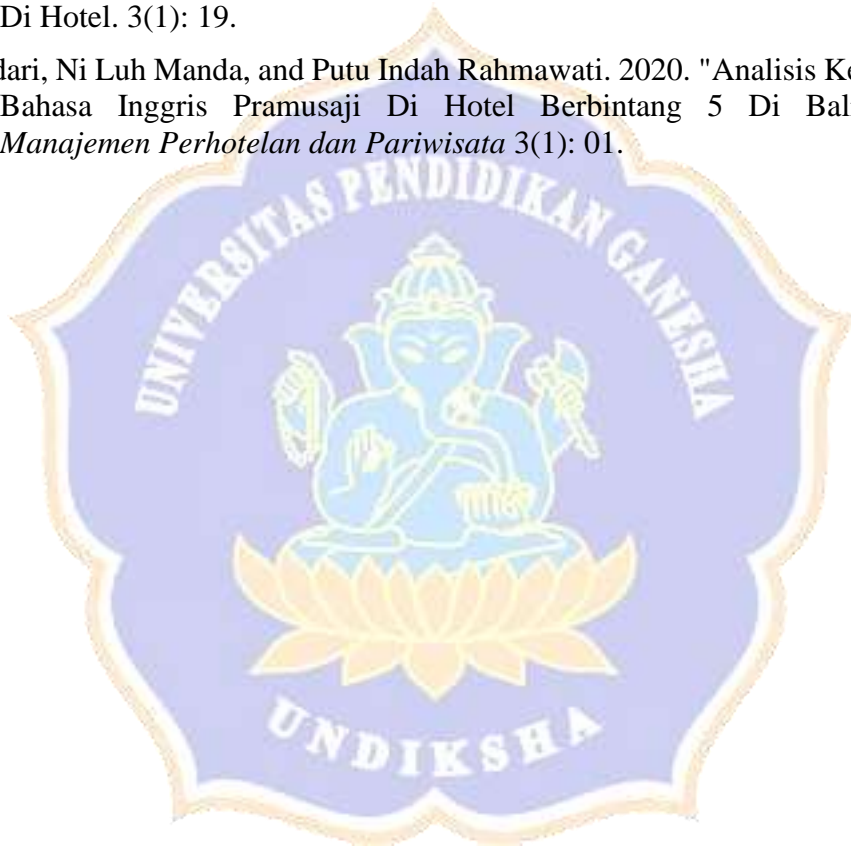 Di Hotel. 3(1): 19.
dari, Ni Luh Manda, and Putu Indah Rahmawati. 2020. "Analisis Ke
Bahasa Inggris Pramusaji Di Hotel Berbintang 5 Di Bal
Manajemen Perhotelan dan Pariwisata 3(1): 01.
UNIVERSITAS PENDIDIKAN GANESHA
UNDIKSHA